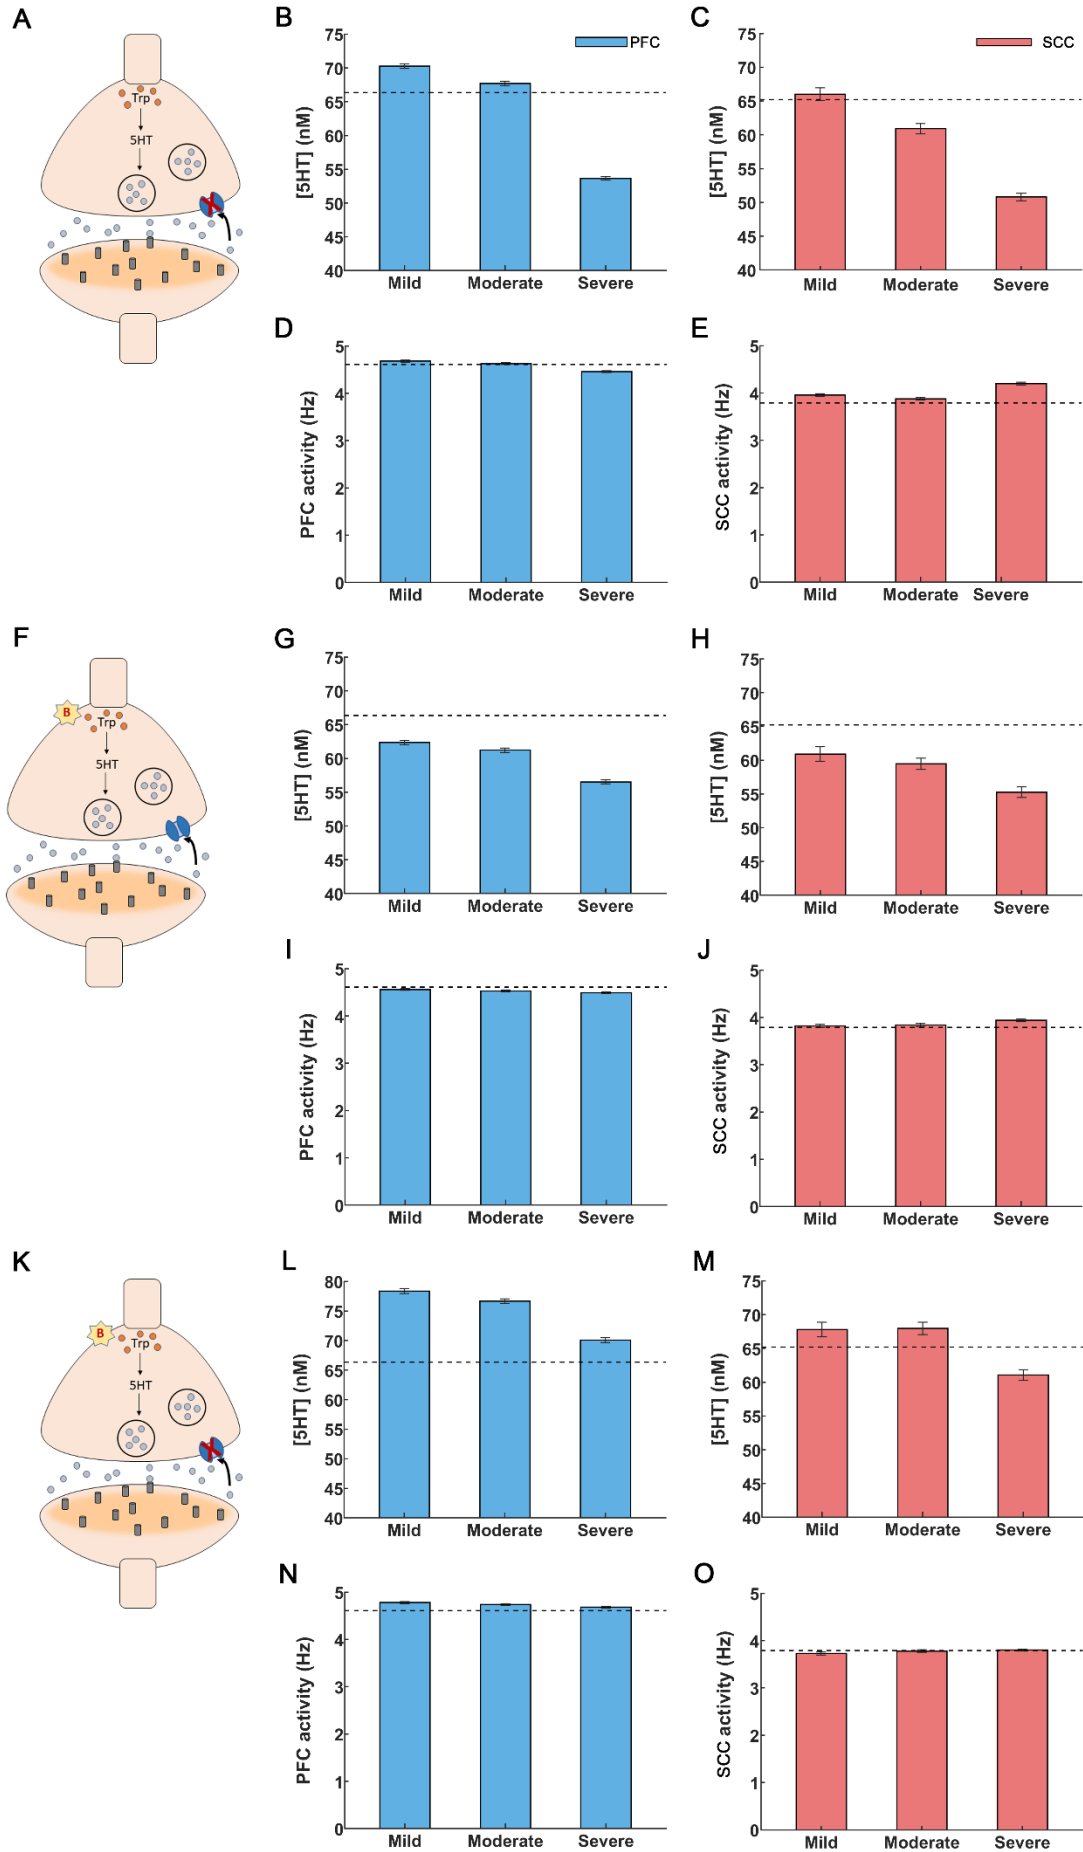 A
Trp
5HT
B
[5HT] (nM)
75
70
65
60
55
50
45
40
Mild
Moderate
Severe
PFC
C
[5HT] (nM)
75
70
65
60
55
50
45
40
Mild
Moderate
Severe
SCC
D
PFC activity (Hz)
5
4
3
2
1
0
Mild
Moderate
Severe
E
SCC activity (Hz)
5
4
3
2
1
0
Mild
Moderate
Severe
F
B
Trp
5HT
G
[5HT] (nM)
75
70
65
60
55
50
45
40
Mild
Moderate
Severe
H
[5HT] (nM)
75
70
65
60
55
50
45
40
Mild
Moderate
Severe
I
PFC activity (Hz)
5
4
3
2
1
0
Mild
Moderate
Severe
J
SCC activity (Hz)
5
4
3
2
1
0
Mild
Moderate
Severe
K
B
Trp
5HT
L
[5HT] (nM)
80
75
70
65
60
55
50
45
40
Mild
Moderate
Severe
M
[5HT] (nM)
75
70
65
60
55
50
45
40
Mild
Moderate
Severe
N
PFC activity (Hz)
5
4
3
2
1
0
Mild
Moderate
Severe
O
SCC activity (Hz)
5
4
3
2
1
0
Mild
Moderate
Severe